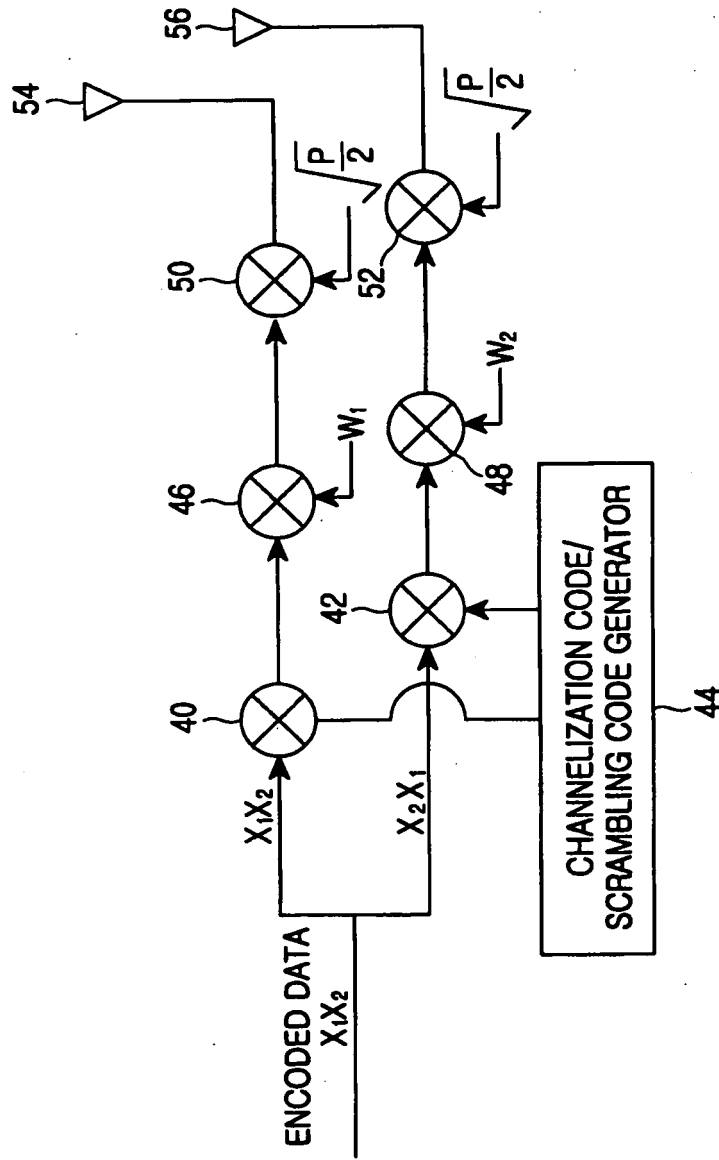 ENCODED DATA
X₁X₂
X₁X₂
X₂X₁
40
42
CHANNELIZATION CODE/
SCRAMBLING CODE GENERATOR
44
46
W₁
48
W₂
50
√P/2
52
√P/2
54
56